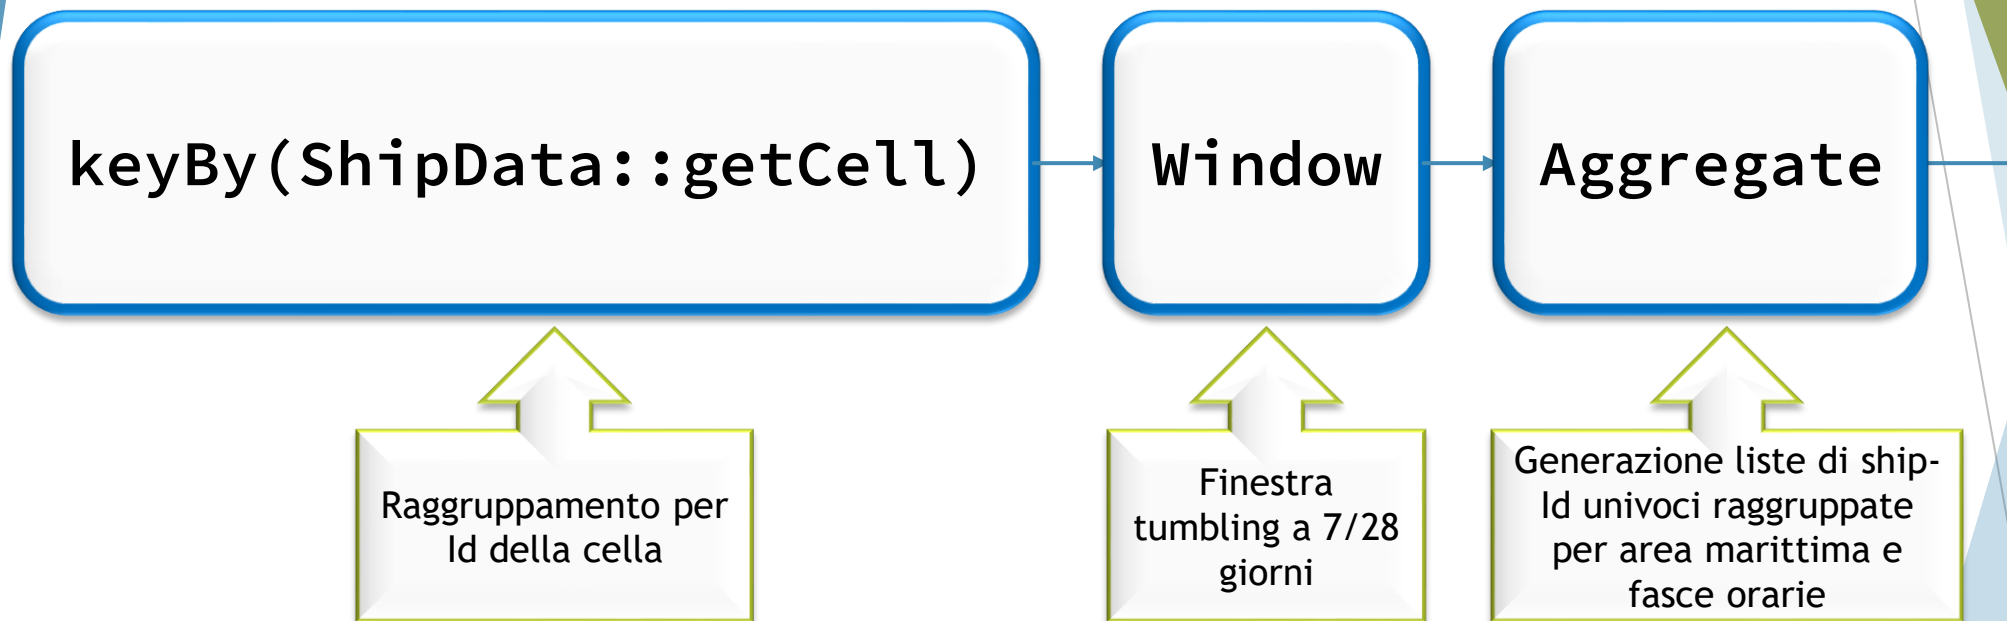 keyBy(ShipData::getCell)
Window
Aggregate
Raggruppamento per
Id della cella
Finestra
tumbling a 7/28
giorni
Generazione liste di ship-
Id univoci raggruppate
per area marittima e
fasce orarie